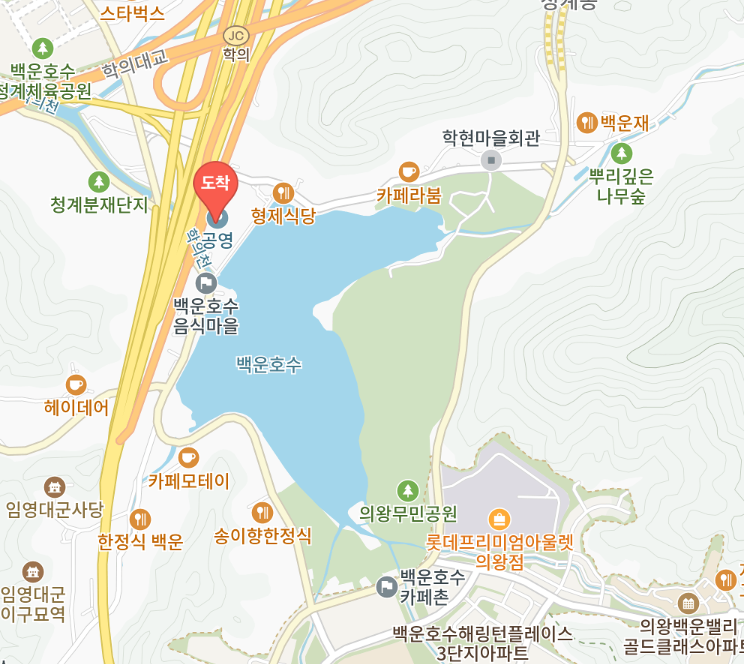 스타벅스
JC
학의
학의대교
백운호수
청계체육공원
학의천
백운재
학현마을회관
뿌리깊은
나무숲
카페라붐
도착
청계분재단지
형제식당
공영
학의천
백운호수
음식마을
백운호수
헤이데어
카페모테이
임영대군사당
의왕무민공원
송이향한정식
한정식 백운
롯데프리미엄아울렛
의왕점
임영대군
이구묘역
백운호수
카페촌
의왕백운밸리
골드클래스아파트
백운호수해링턴플레이스
3단지아파트